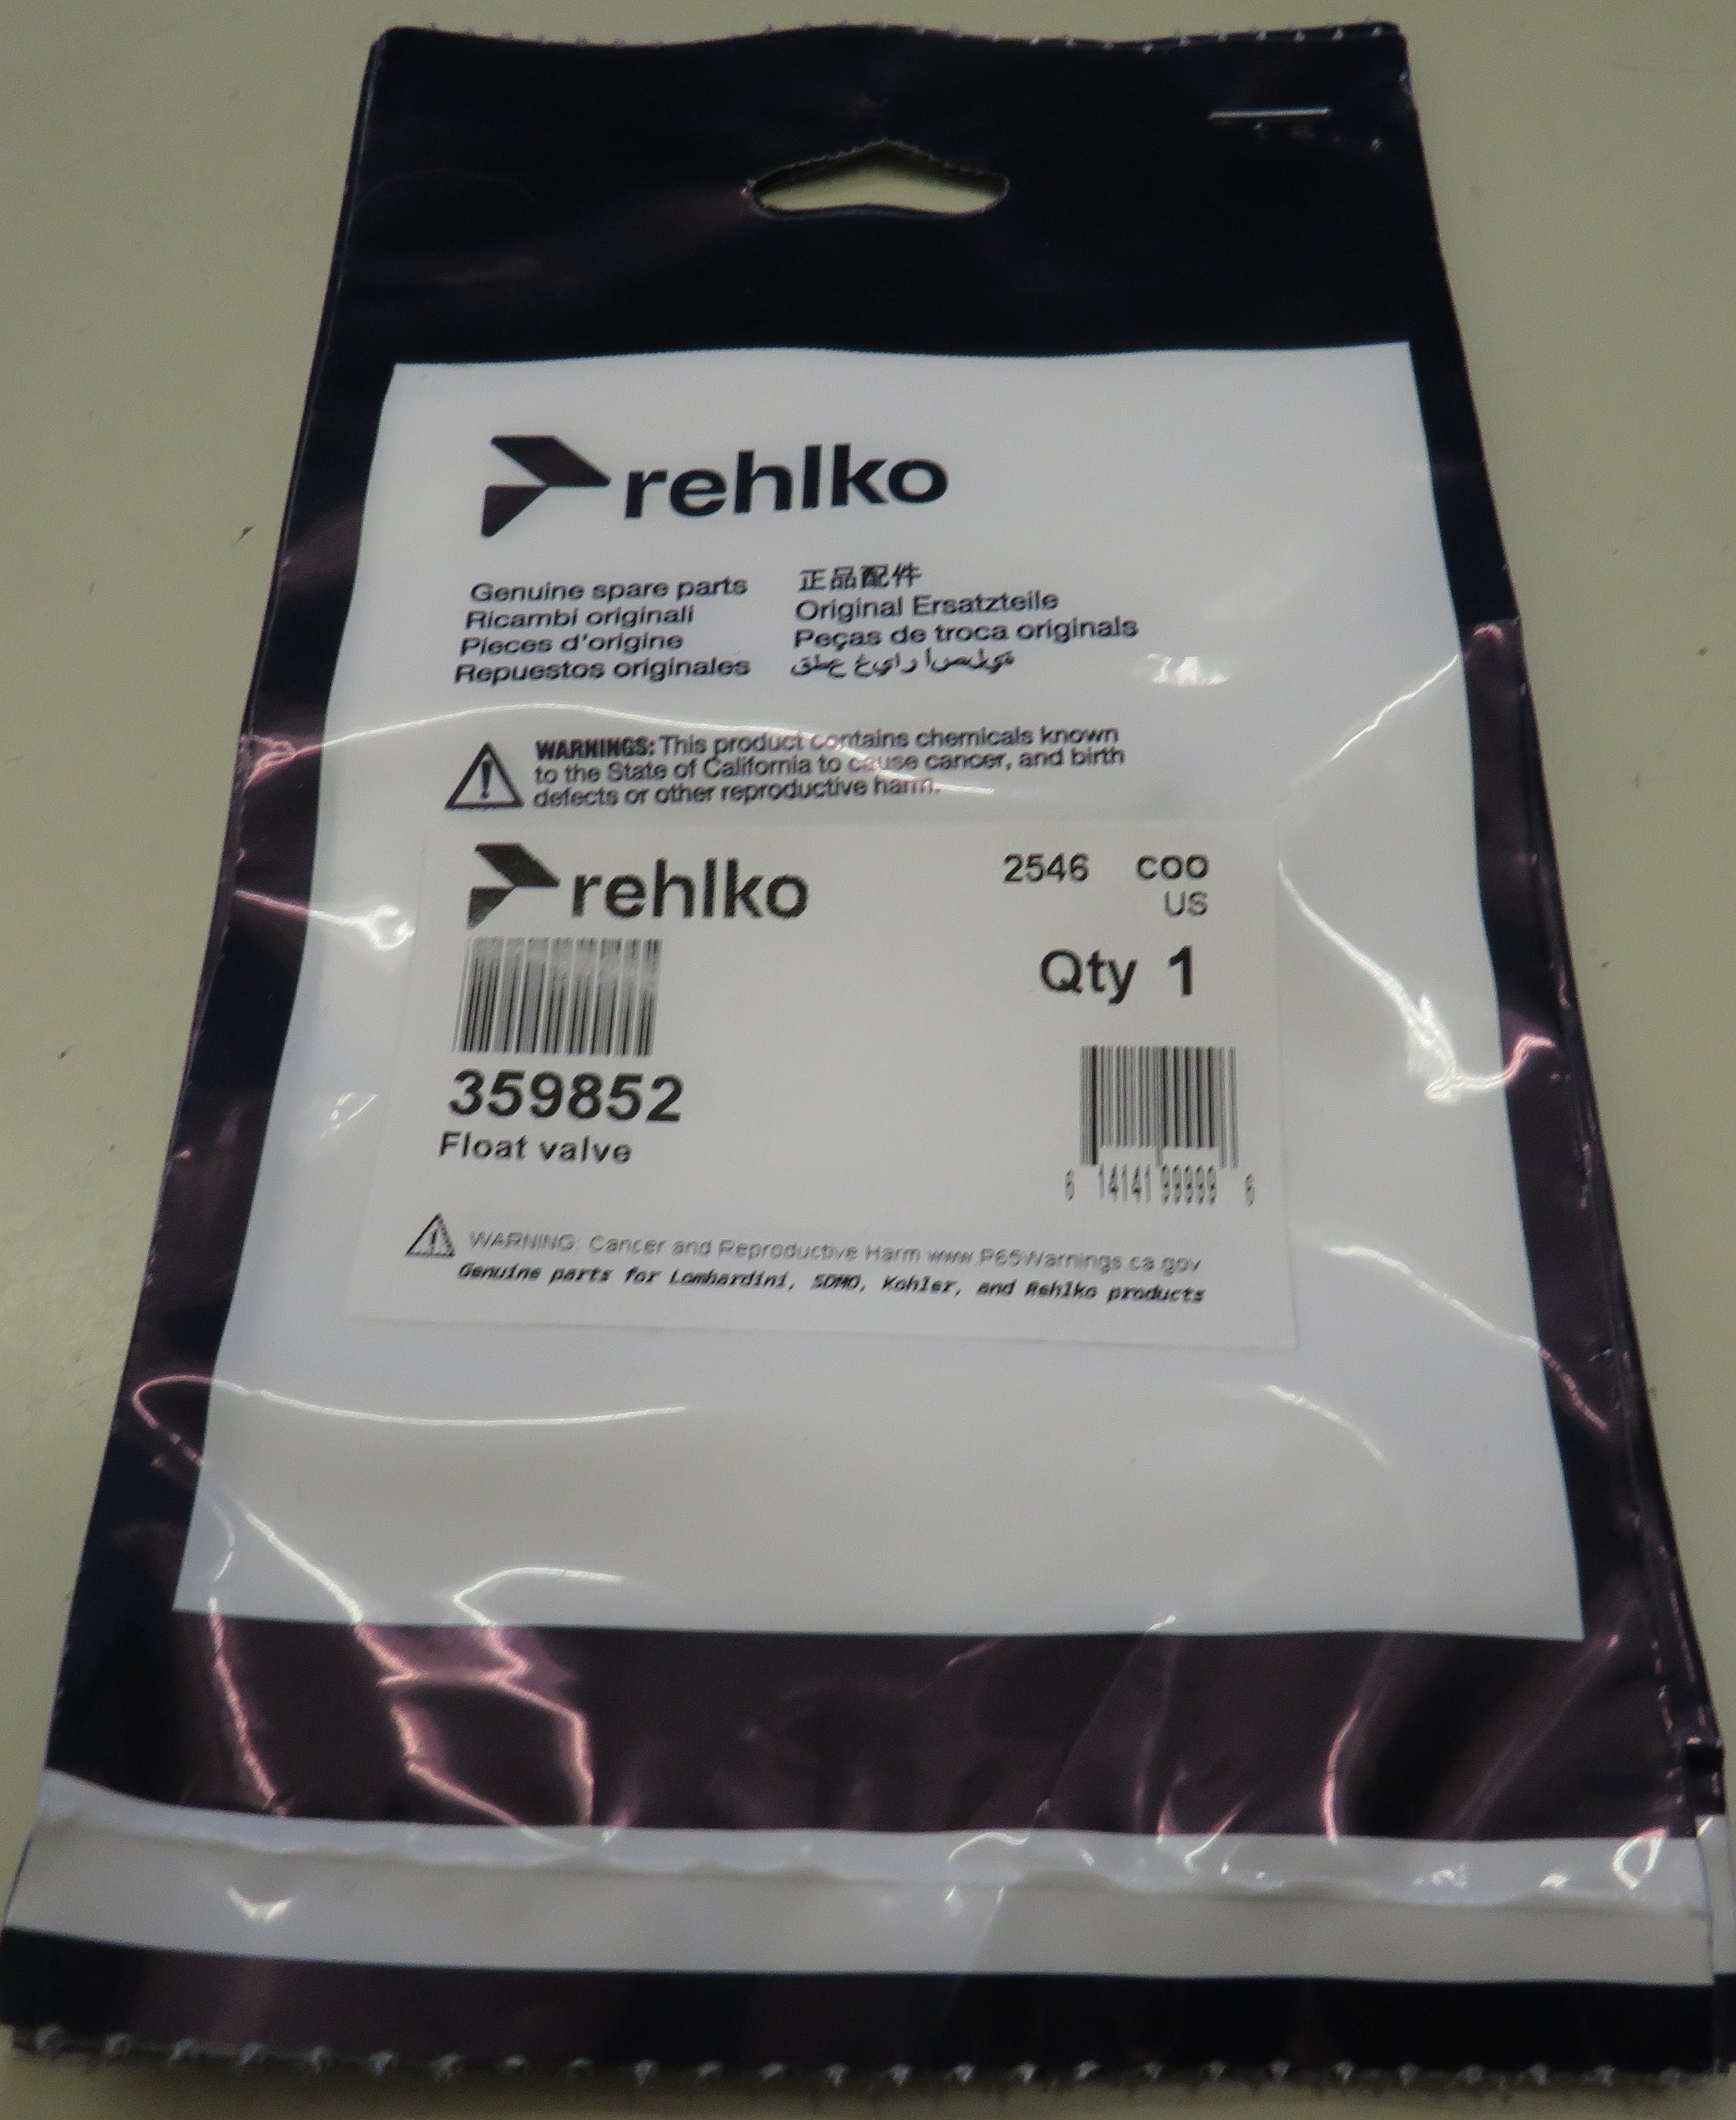 rehlko
Genuine spare parts
Ricambi originali
Pieces d'origine
Repuestos originales
正品配件
Original Ersatzteile
Peças de troca originals
قطع غيار أصلية
WARNINGS: This product contains chemicals known
to the State of California to cause cancer, and birth
defects or other reproductive harm.
rehlko
2546 COO
US
Qty 1
359852
Float valve
6 14141 99999 6
WARNING: Cancer and Reproductive Harm www.P65Warnings.ca.gov
Genuine parts for Lombardini, SDMO, Kohler, and Rehlko products